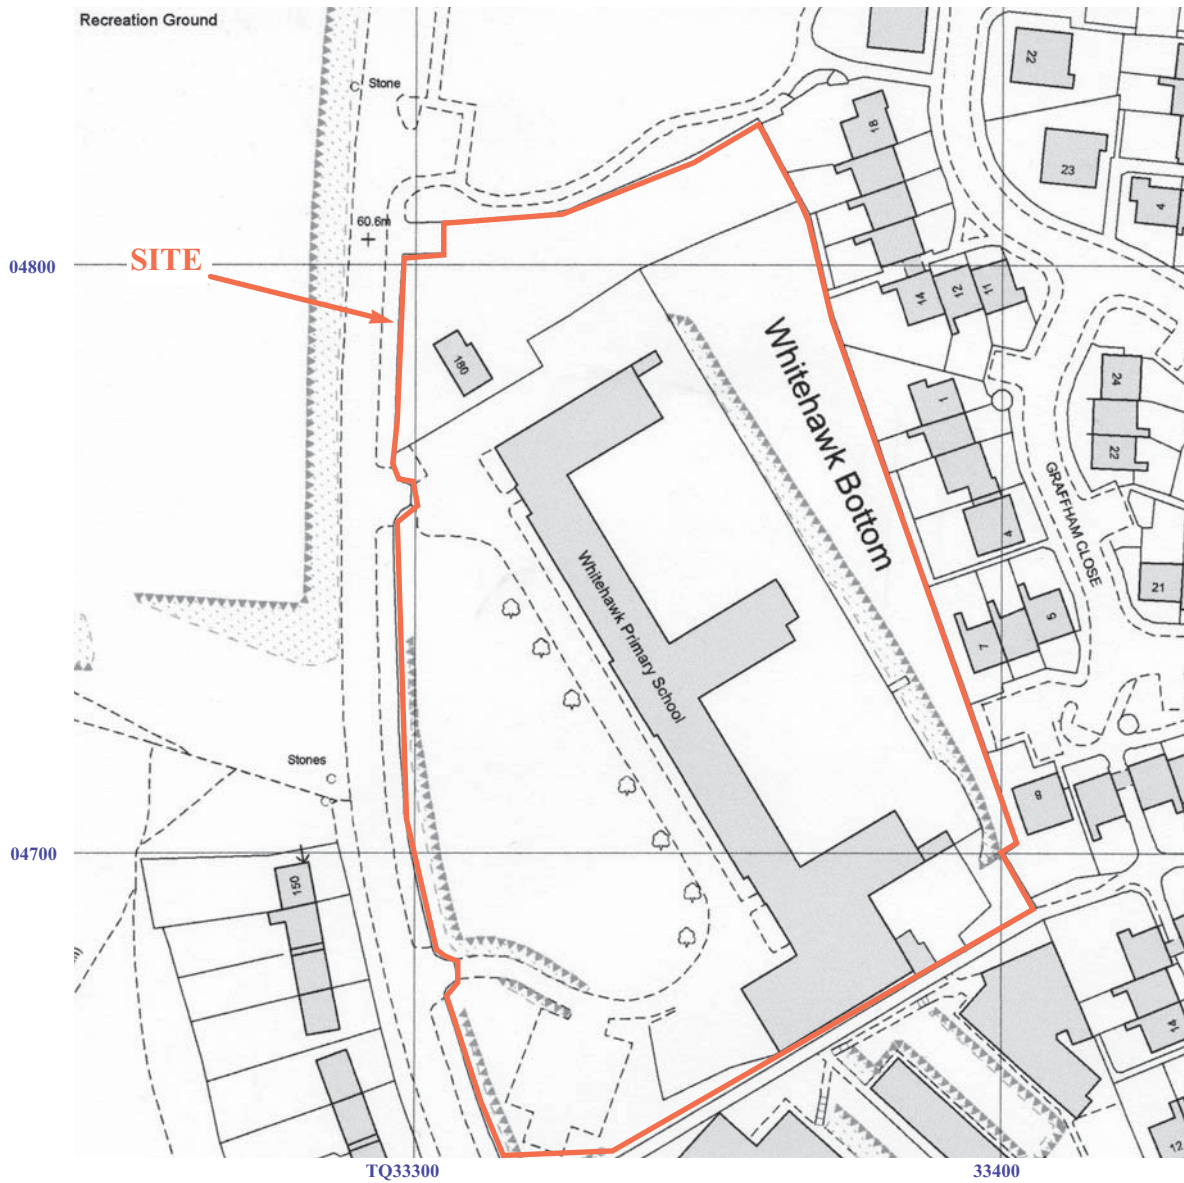 Recreation Ground
Stone
22
18
23
4
60.6m
SITE
04800
14
12
11
180
Whitehawk Bottom
1
24
22
GRAFFHAM CLOSE
4
Whitehawk Primary School
21
5
7
Stones
8
04700
150
14
12
TQ33300
33400